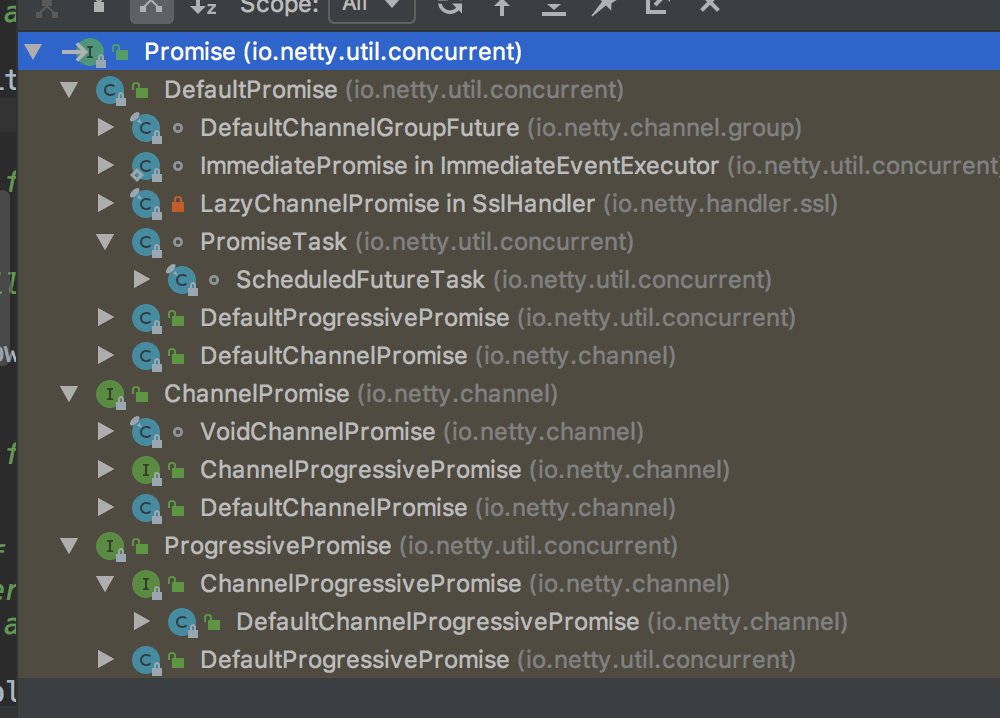 Scope: All
Promise (io.netty.util.concurrent)
DefaultPromise (io.netty.util.concurrent)
DefaultChannelGroupFuture (io.netty.channel.group)
ImmediatePromise in ImmediateEventExecutor (io.netty.util.concurrent)
LazyChannelPromise in SslHandler (io.netty.handler.ssl)
PromiseTask (io.netty.util.concurrent)
ScheduledFutureTask (io.netty.util.concurrent)
DefaultProgressivePromise (io.netty.util.concurrent)
DefaultChannelPromise (io.netty.channel)
ChannelPromise (io.netty.channel)
VoidChannelPromise (io.netty.channel)
ChannelProgressivePromise (io.netty.channel)
DefaultChannelPromise (io.netty.channel)
ProgressivePromise (io.netty.util.concurrent)
ChannelProgressivePromise (io.netty.channel)
DefaultChannelProgressivePromise (io.netty.channel)
DefaultProgressivePromise (io.netty.util.concurrent)